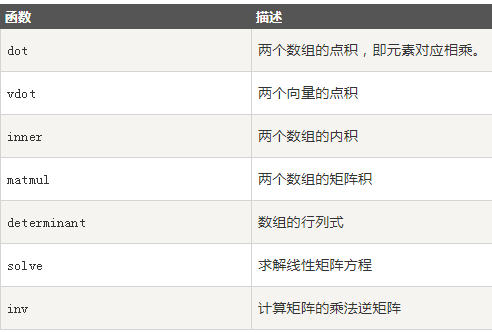 函数 描述
dot 两个数组的点积，即元素对应相乘。
vdot 两个向量的点积
inner 两个数组的内积
matmul 两个数组的矩阵积
determinant 数组的行列式
solve 求解线性矩阵方程
inv 计算矩阵的乘法逆矩阵